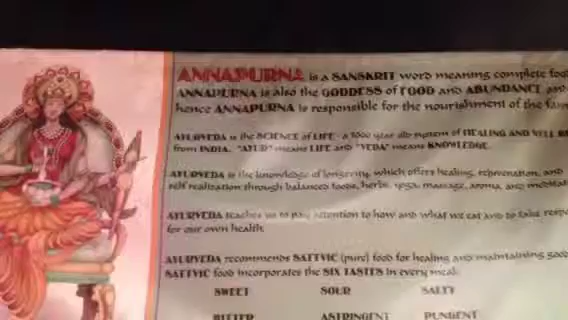 ANNAPURNA is a SANSKRIT word meaning complete
ANNAPURNA is also the GODDESS of FOOD and ABUNDANCE and
hence ANNAPURNA is responsible for the nourishment of the
AYURVEDA is the SCIENCE of LIFE - a year old system of HEALING AND WELL
from INDIA. "AYUR" means LIFE and "VEDA" means KNOWLEDGE.
AYURVEDA is the knowledge of longevity, which offers healing, rejuvenation, and
self realization through balanced foods, herbs, yoga, massage, aroma, and
AYURVEDA teaches us to pay attention to how and what we eat and to take
for our own health.
AYURVEDA recommends SATTVIC (pure) food for healing and maintaining
SATTVIC food incorporates the SIX TASTES in every meal:
SWEET SOUR SALTY
BITTER ASTRINGENT PUNGENT